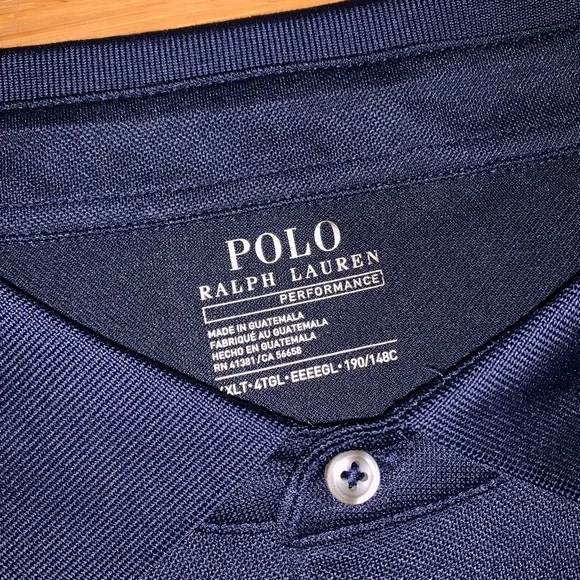 POLO
RALPH LAUREN
PERFORMANCE
MADE IN GUATEMALA
FABRIQUÉ AU GUATEMALA
HECHO EN GUATEMALA
RN 41381/CA 56658
XLT • 4TGL • EEEEGL • 190/148C